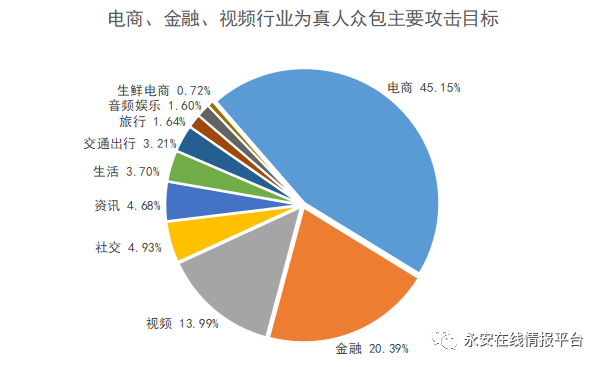 电商、金融、视频行业为真人众包主要攻击目标
生鲜电商 0.72%
电商 45.15%
音频娱乐 1.60%
旅行 1.64%
交通出行 3.21%
生活 3.70%
资讯 4.68%
社交 4.93%
视频 13.99%
金融 20.39%
永安在线情报平台